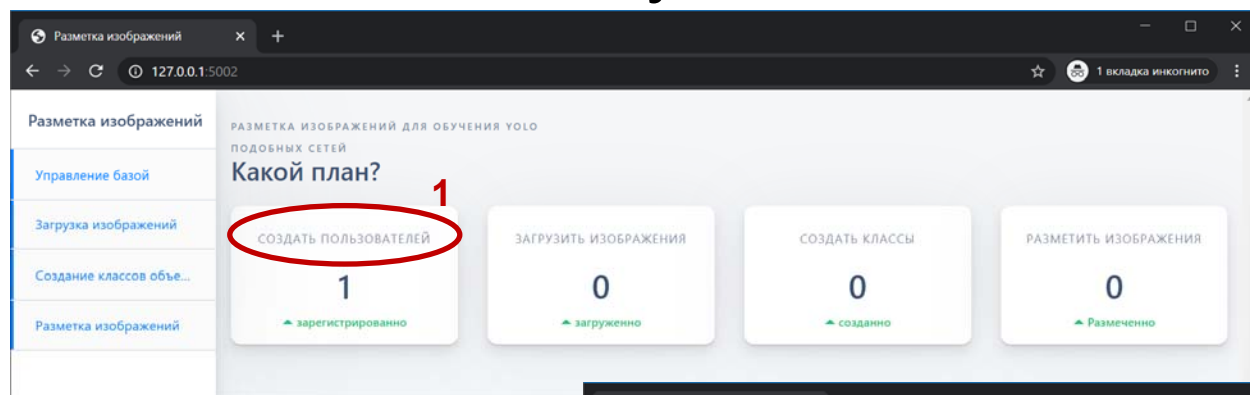 Разметка изображений
127.0.0.1:5002
1 вкладка инкогнито
Разметка изображений
Управление базой
Загрузка изображений
Создание классов объе...
Разметка изображений
РАЗМЕТКА ИЗОБРАЖЕНИЙ ДЛЯ ОБУЧЕНИЯ YOLO
ПОДОБНЫХ СЕТЕЙ
Какой план?
1
СОЗДАТЬ ПОЛЬЗОВАТЕЛЕЙ
1
зарегистрированно
ЗАГРУЗИТЬ ИЗОБРАЖЕНИЯ
0
загруженно
СОЗДАТЬ КЛАССЫ
0
созданно
РАЗМЕТИТЬ ИЗОБРАЖЕНИЯ
0
Размеченно